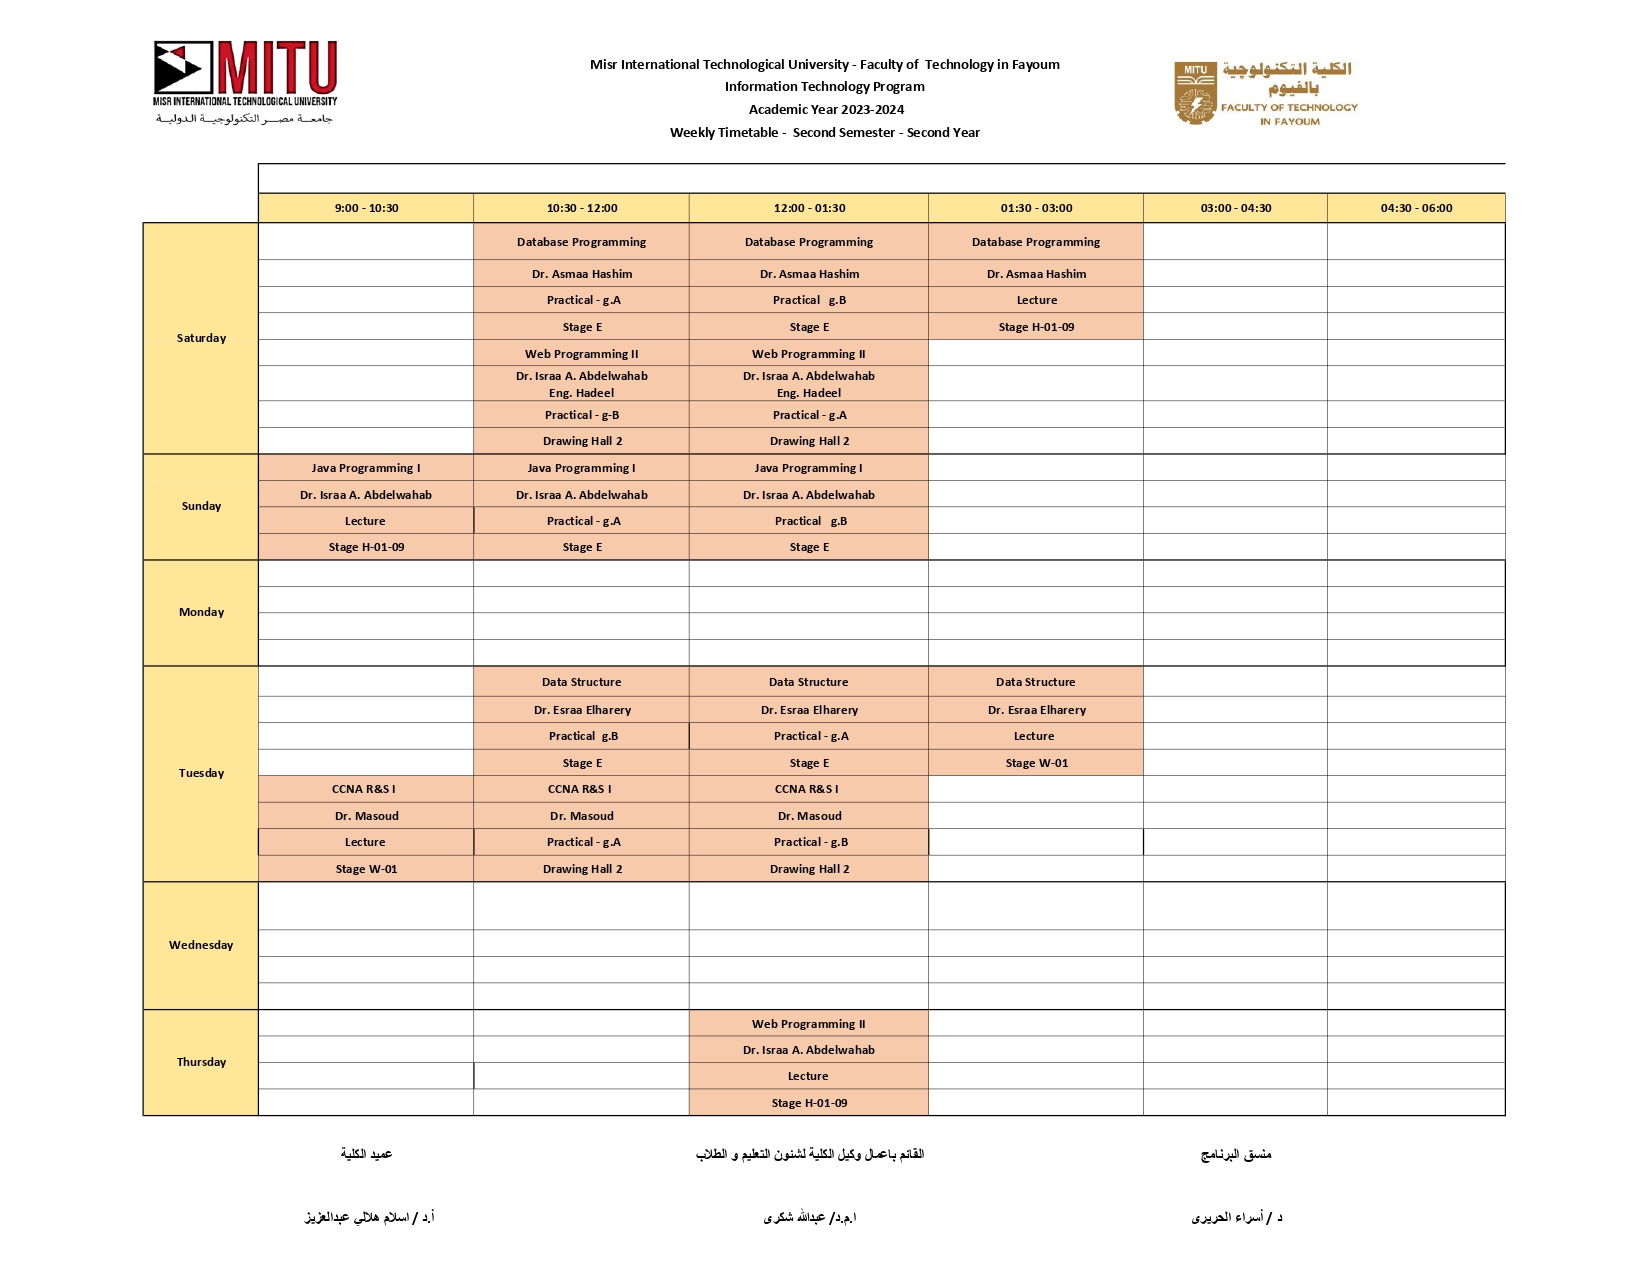 MITU
MISR INTERNATIONAL TECHNOLOGICAL UNIVERSITY
جامعـة مصـر التكنولوجيـة الدوليـة
Misr International Technological University - Faculty of Technology in Fayoum
Information Technology Program
Academic Year 2023-2024
Weekly Timetable - Second Semester - Second Year
MITU
الكلية التكنولوجية
بالفيوم
FACULTY OF TECHNOLOGY
IN FAYOUM
9:00 - 10:30 10:30 - 12:00 12:00 - 01:30 01:30 - 03:00 03:00 - 04:30 04:30 - 06:00
Saturday
Database Programming Database Programming Database Programming
Dr. Asmaa Hashim Dr. Asmaa Hashim Dr. Asmaa Hashim
Practical - g.A Practical g.B Lecture
Stage E Stage E Stage H-01-09
Web Programming II Web Programming II
Dr. Israa A. Abdelwahab Dr. Israa A. Abdelwahab
Eng. Hadeel Eng. Hadeel
Practical - g-B Practical - g.A
Drawing Hall 2 Drawing Hall 2
Sunday
Java Programming I Java Programming I Java Programming I
Dr. Israa A. Abdelwahab Dr. Israa A. Abdelwahab Dr. Israa A. Abdelwahab
Lecture Practical - g.A Practical g.B
Stage H-01-09 Stage E Stage E
Monday
Tuesday
Data Structure Data Structure Data Structure
Dr. Esraa Elharery Dr. Esraa Elharery Dr. Esraa Elharery
Practical g.B Practical - g.A Lecture
Stage E Stage E Stage W-01
CCNA R&S I CCNA R&S I CCNA R&S I
Dr. Masoud Dr. Masoud Dr. Masoud
Lecture Practical - g.A Practical - g.B
Stage W-01 Drawing Hall 2 Drawing Hall 2
Wednesday
Thursday
Web Programming II
Dr. Israa A. Abdelwahab
Lecture
Stage H-01-09
منسق البرنامج القائم باعمال وكيل الكلية لشئون التعليم و الطلاب عميد الكلية
د / أسراء الحريرى ا.م.د/ عبدالله شكرى أ.د / اسلام هلالي عبدالعزيز